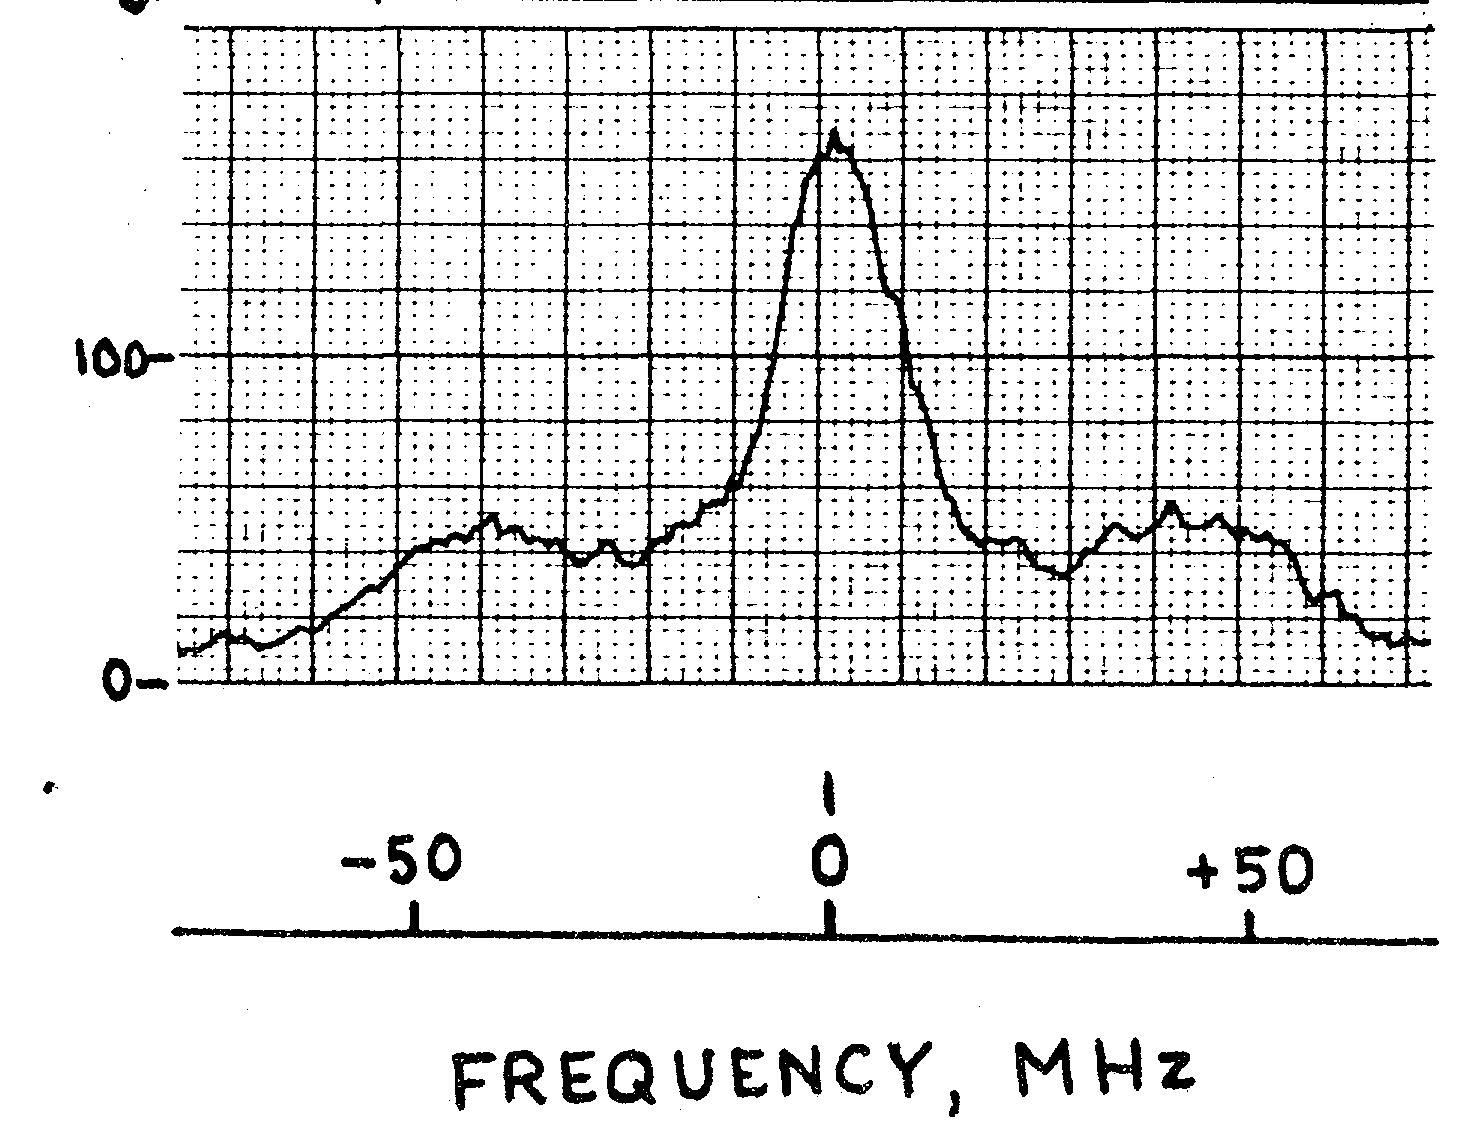 100-
0-
-50 0 +50
FREQUENCY, MHz